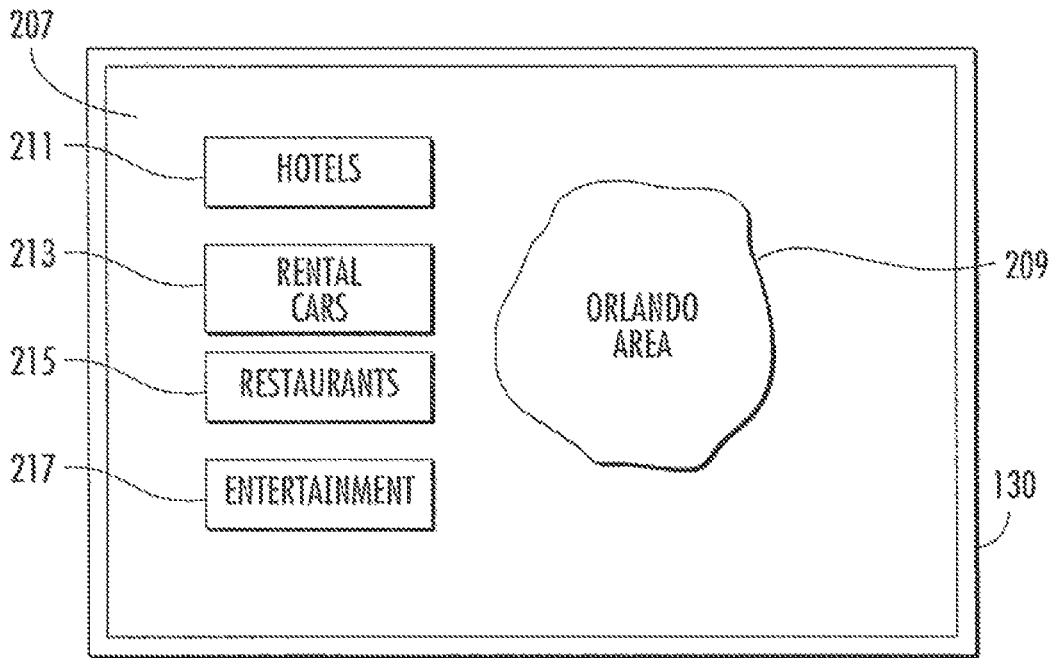 207
211
HOTELS
213
RENTAL
CARS
209
ORLANDO
AREA
215
RESTAURANTS
217
ENTERTAINMENT
130